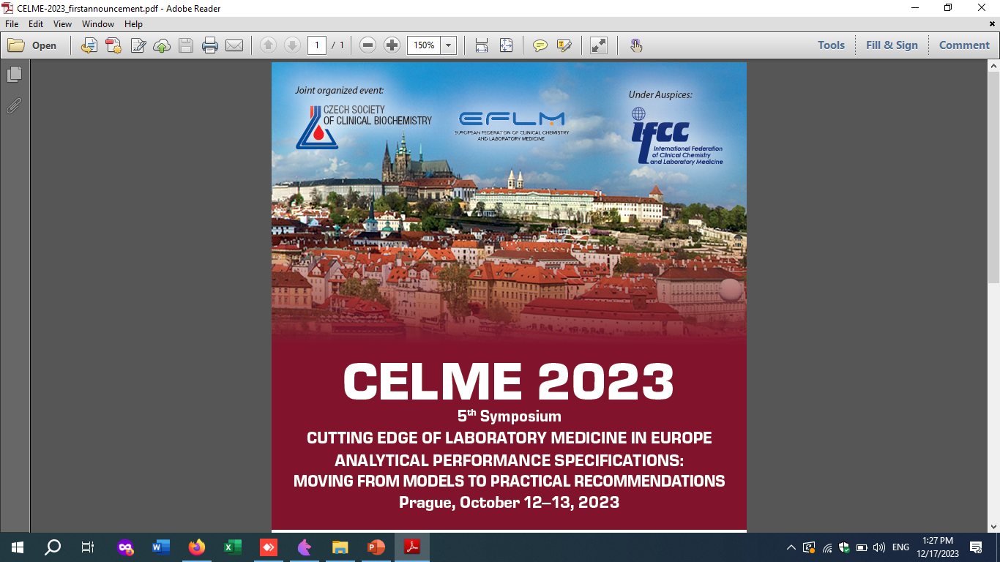 CELME-2023_firstannouncement.pdf - Adobe Reader
File Edit View Window Help
Open
1 / 1
150%
Tools Fill & Sign Comment
Joint organized event:
CZECH SOCIETY
OF CLINICAL BIOCHEMISTRY
EFLM
EUROPEAN FEDERATION OF CLINICAL CHEMISTRY
AND LABORATORY MEDICINE
Under Auspices:
ifcc
International Federation
of Clinical Chemistry
and Laboratory Medicine
CELME 2023
5th Symposium
CUTTING EDGE OF LABORATORY MEDICINE IN EUROPE
ANALYTICAL PERFORMANCE SPECIFICATIONS:
MOVING FROM MODELS TO PRACTICAL RECOMMENDATIONS
Prague, October 12–13, 2023
ENG
1:27 PM
12/17/2023